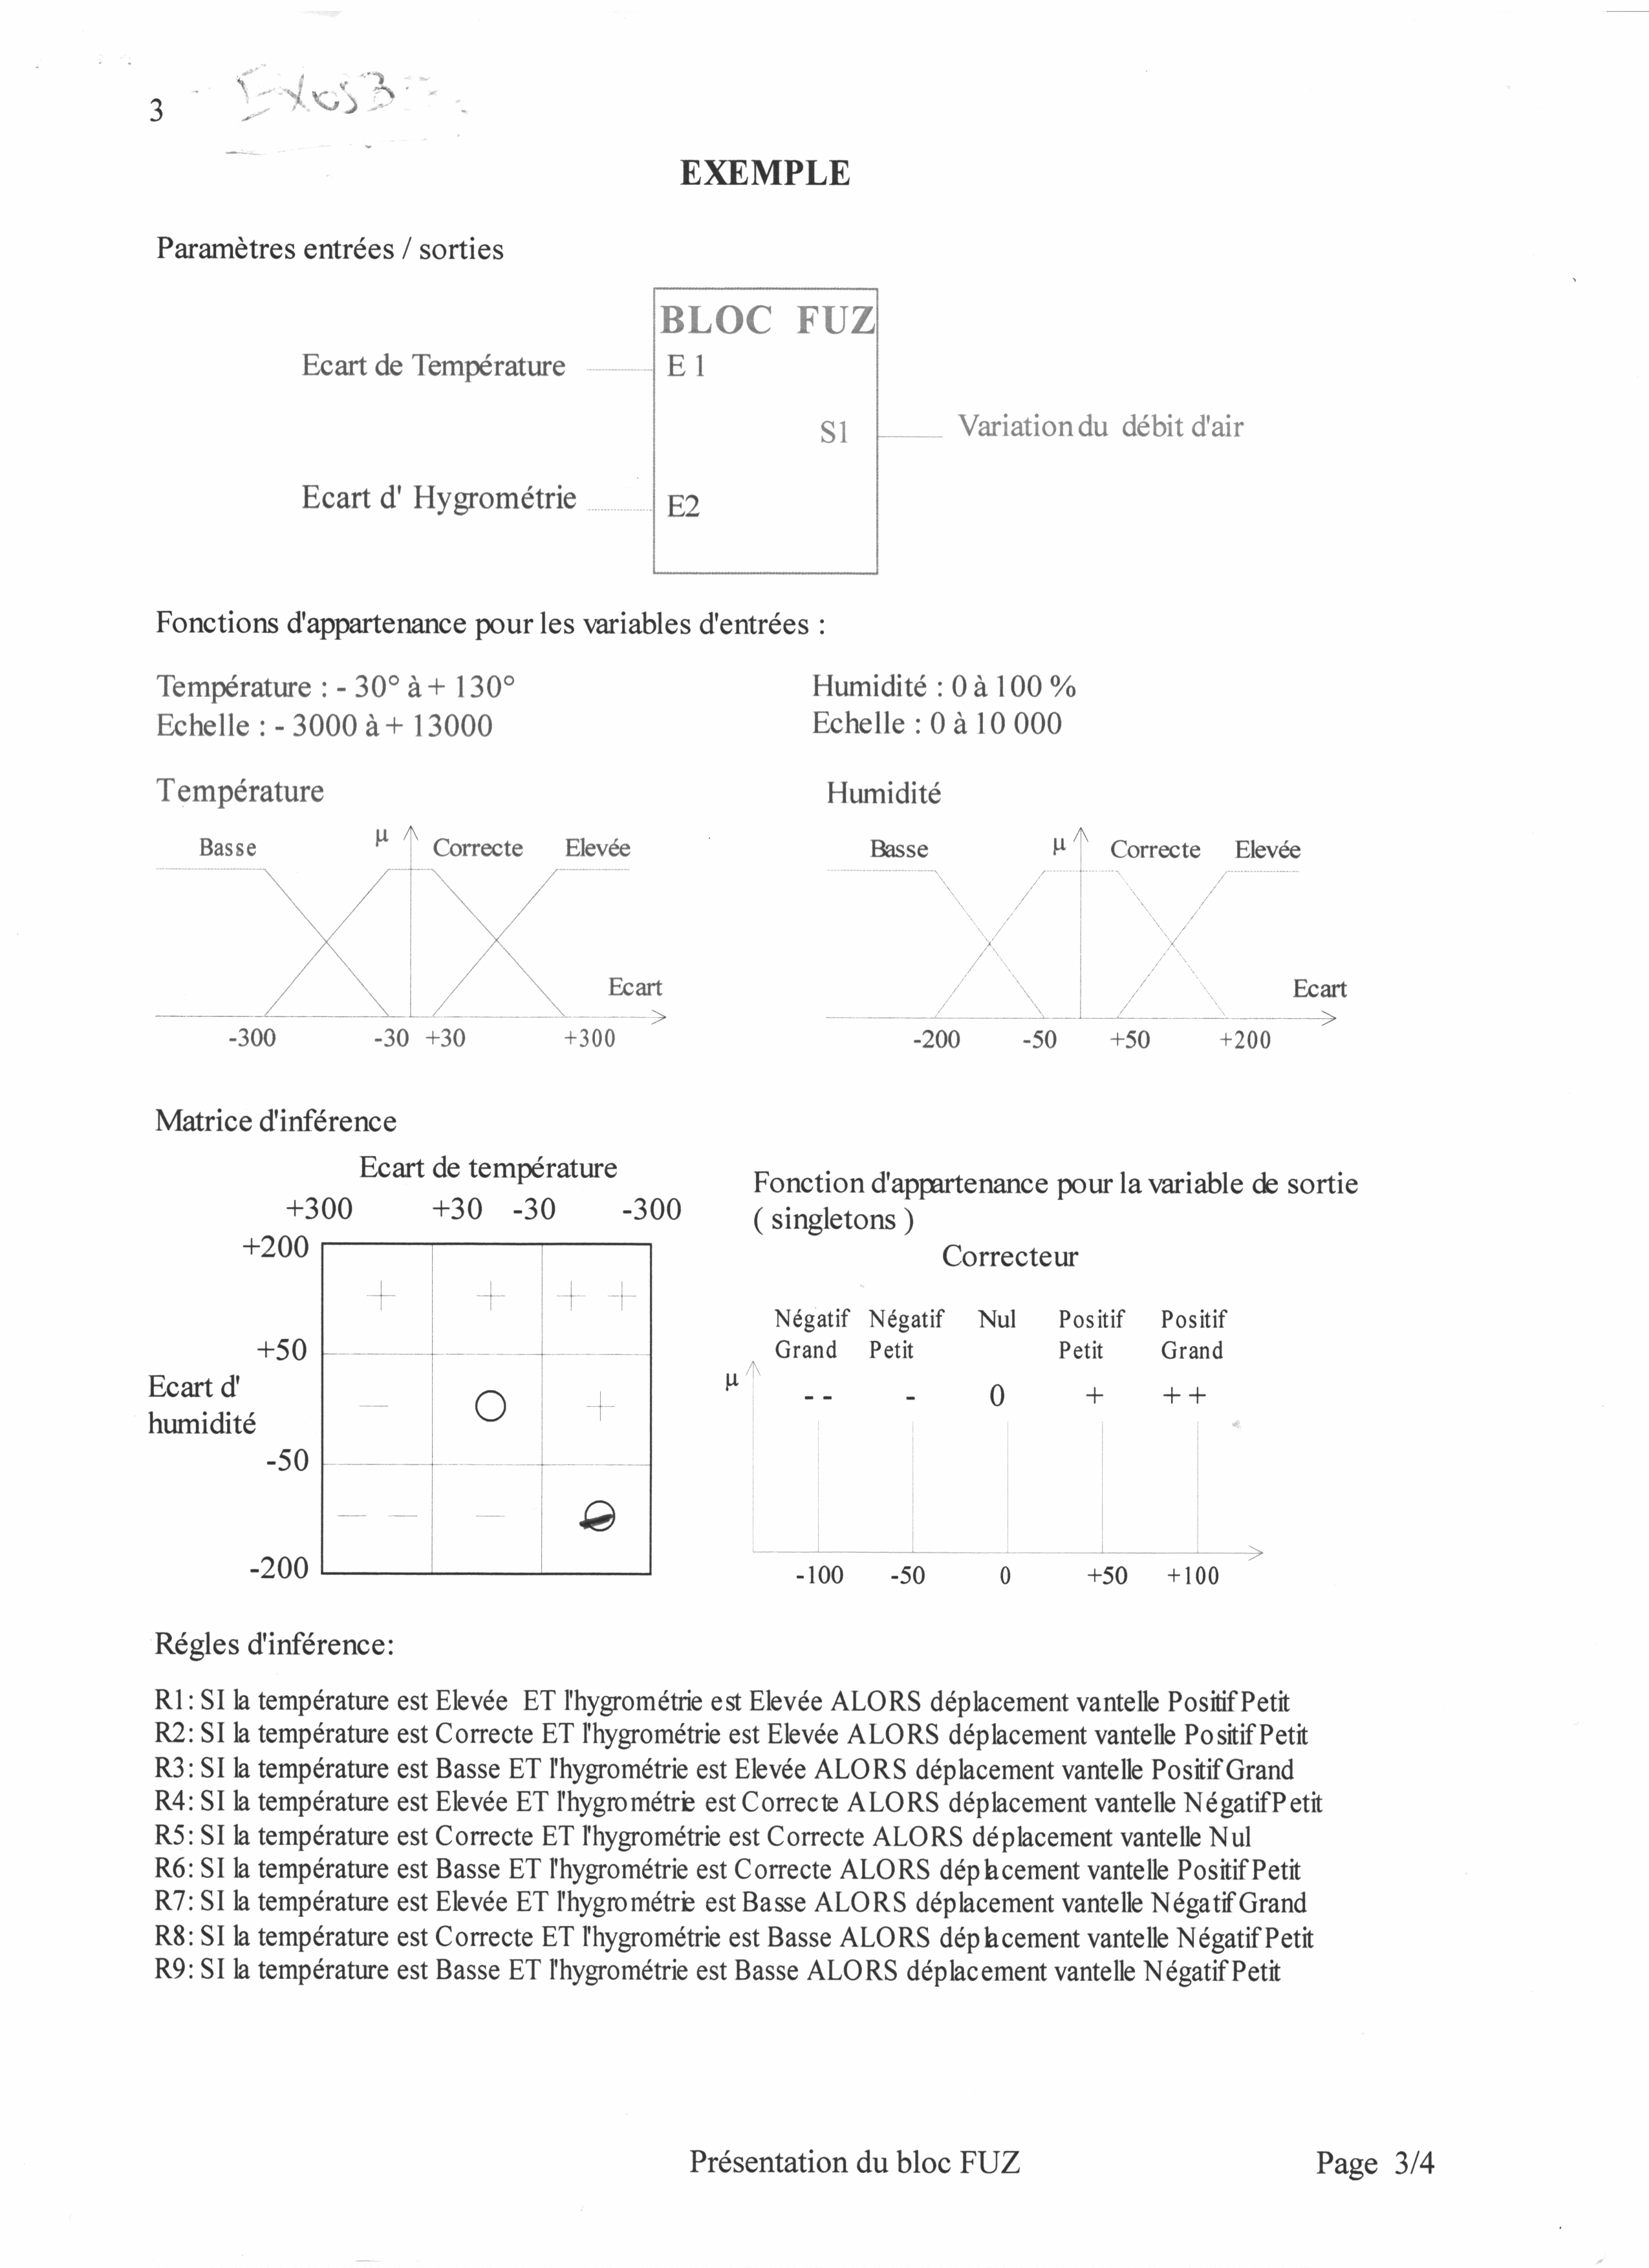 3 Exos3
EXEMPLE
Paramètres entrées / sorties
BLOC FUZ
Ecart de Température
E 1
S1
Variation du débit d'air
Ecart d' Hygrométrie
E2
Fonctions d'appartenance pour les variables d'entrées :
Température : - 30° à + 130°
Humidité : 0 à 100 %
Echelle : - 3000 à + 13000
Echelle : 0 à 10 000
Température
Humidité
Basse µ Correcte Elevée
Basse µ Correcte Elevée
Ecart
Ecart
-300 -30 +30 +300
-200 -50 +50 +200
Matrice d'inférence
Ecart de température
+300 +30 -30 -300
Fonction d'appartenance pour la variable de sortie
( singletons )
Correcteur
+200
+ + + +
+50
Ecart d'
humidité
— O +
-50
— — — O
-200
Négatif Négatif Nul Positif Positif
Grand Petit Petit Grand
µ
- - - 0 + + +
-100 -50 0 +50 +100
Régles d'inférence:
R1: SI la température est Elevée ET l'hygrométrie est Elevée ALORS déplacement vantelle Positif Petit
R2: SI la température est Correcte ET l'hygrométrie est Elevée ALORS déplacement vantelle Positif Petit
R3: SI la température est Basse ET l'hygrométrie est Elevée ALORS déplacement vantelle Positif Grand
R4: SI la température est Elevée ET l'hygrométrie est Correcte ALORS déplacement vantelle Négatif Petit
R5: SI la température est Correcte ET l'hygrométrie est Correcte ALORS déplacement vantelle Nul
R6: SI la température est Basse ET l'hygrométrie est Correcte ALORS déplacement vantelle Positif Petit
R7: SI la température est Elevée ET l'hygrométrie est Basse ALORS déplacement vantelle Négatif Grand
R8: SI la température est Correcte ET l'hygrométrie est Basse ALORS déplacement vantelle Négatif Petit
R9: SI la température est Basse ET l'hygrométrie est Basse ALORS déplacement vantelle Négatif Petit
Présentation du bloc FUZ
Page 3/4